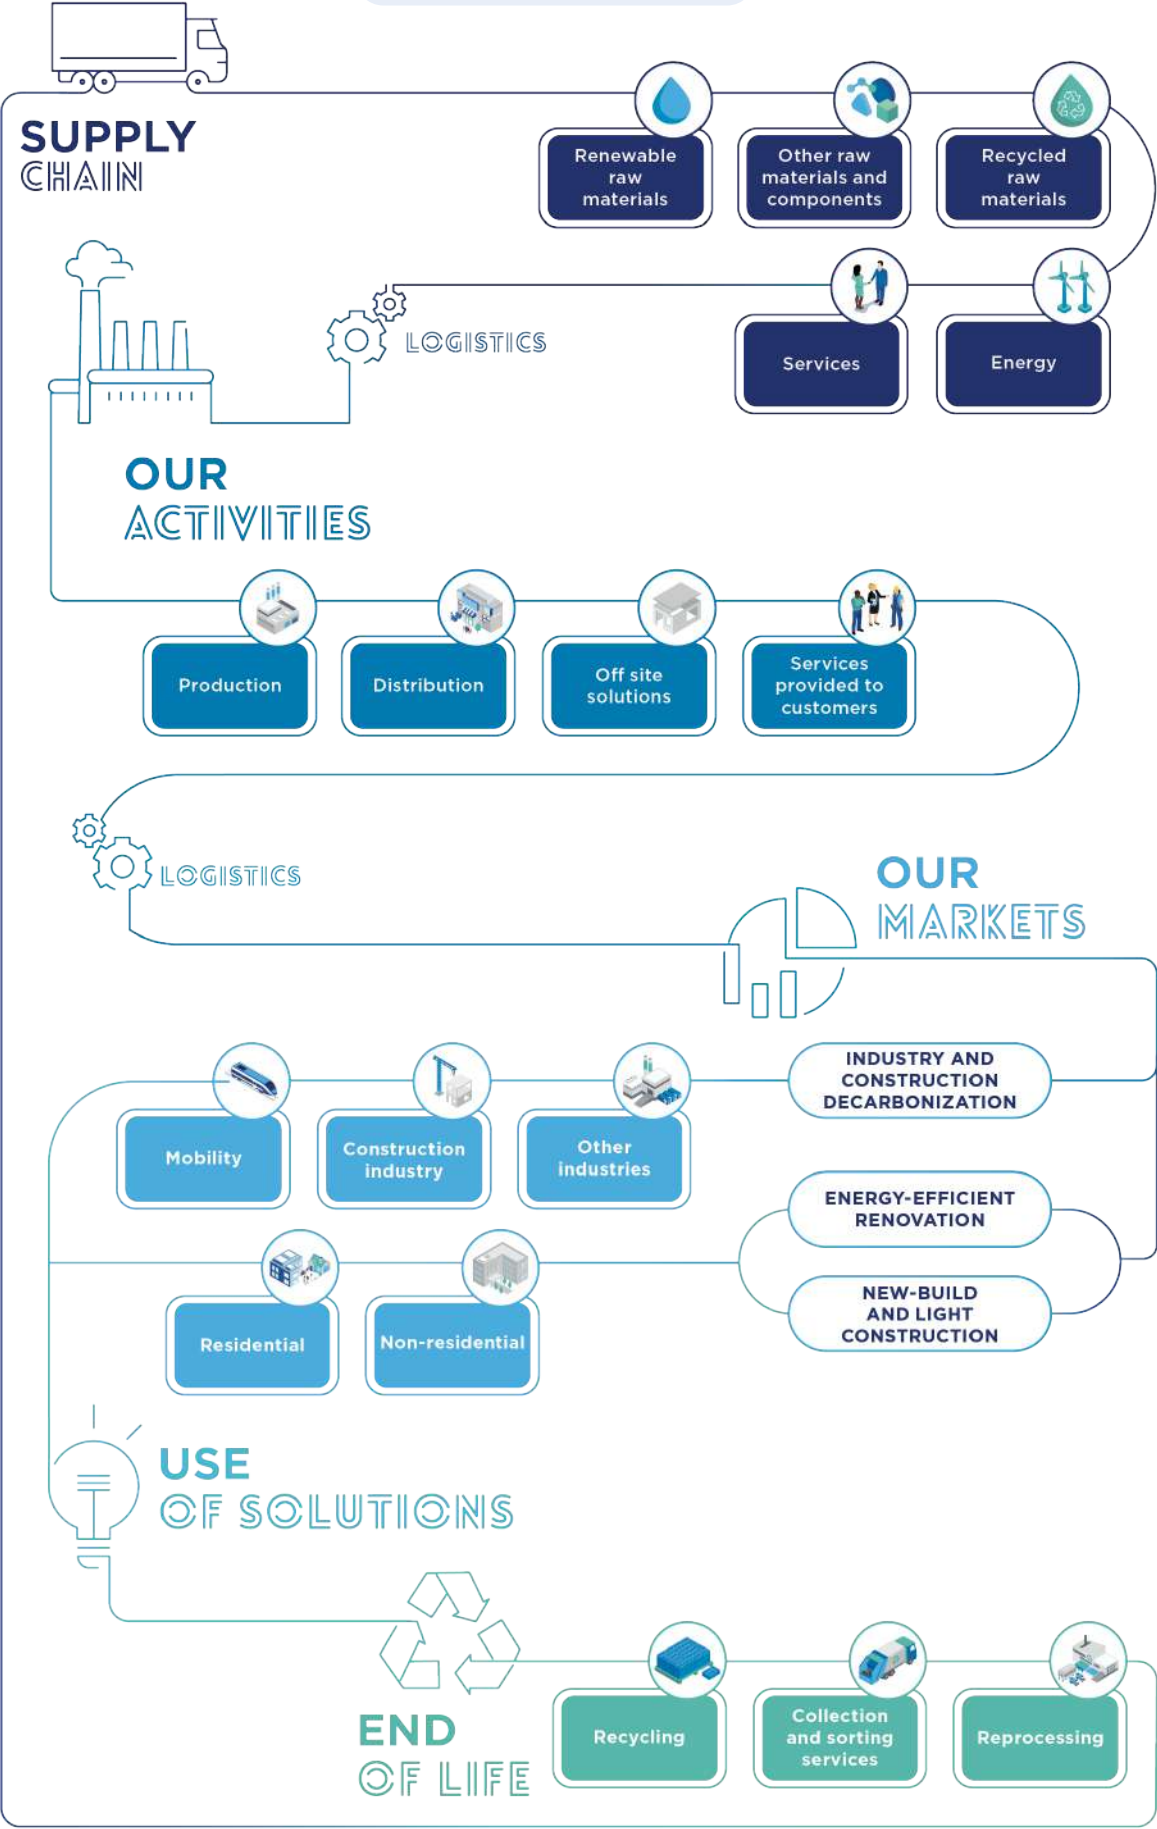 SUPPLY
CHAIN
Renewable
raw
materials
Other raw
materials and
components
Recycled
raw
materials
LOGISTICS
Services
Energy
OUR
ACTIVITIES
Production
Distribution
Off site
solutions
Services
provided to
customers
LOGISTICS
OUR
MARKETS
INDUSTRY AND
CONSTRUCTION
DECARBONIZATION
Mobility
Construction
industry
Other
industries
ENERGY-EFFICIENT
RENOVATION
NEW-BUILD
AND LIGHT
CONSTRUCTION
Residential
Non-residential
USE
OF SOLUTIONS
END
OF LIFE
Recycling
Collection
and sorting
services
Reprocessing